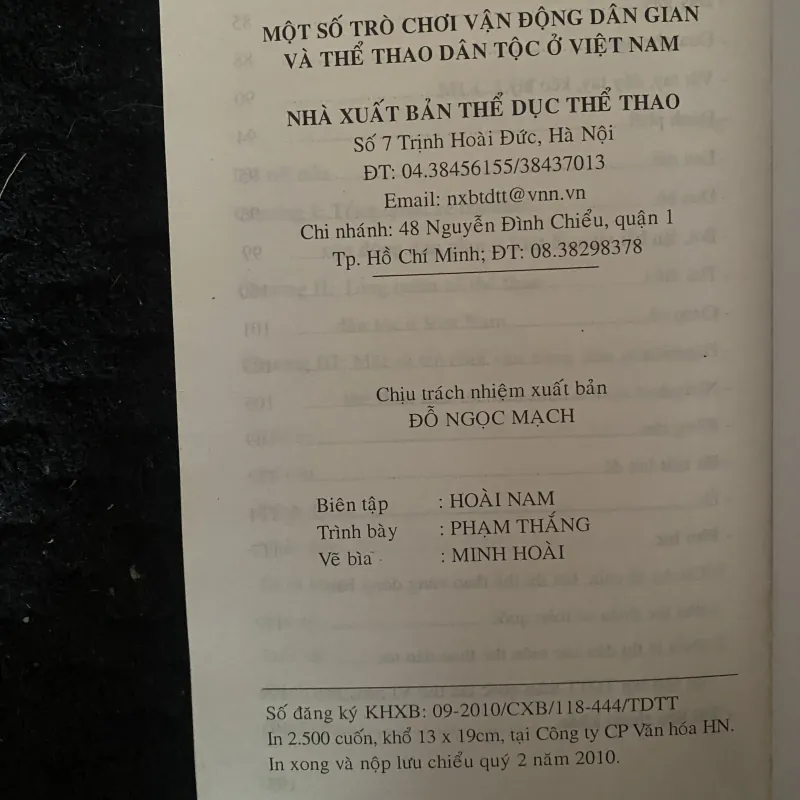 MỘT SỐ TRÒ CHƠI VẬN ĐỘNG DÂN GIAN
VÀ THỂ THAO DÂN TỘC Ở VIỆT NAM
NHÀ XUẤT BẢN THỂ DỤC THỂ THAO
Số 7 Trịnh Hoài Đức, Hà Nội
ĐT: 04.38456155/38437013
Email: nxbtdtt@vnn.vn
Chi nhánh: 48 Nguyễn Đình Chiểu, quận 1
Tp. Hồ Chí Minh; ĐT: 08.38298378
Chịu trách nhiệm xuất bản
ĐỖ NGỌC MẠCH
Biên tập : HOÀI NAM
Trình bày : PHẠM THẮNG
Vẽ bìa : MINH HOÀI
Số đăng ký KHXB: 09-2010/CXB/118-444/TDTT
In 2.500 cuốn, khổ 13 x 19cm, tại Công ty CP Văn hóa HN.
In xong và nộp lưu chiểu quý 2 năm 2010.